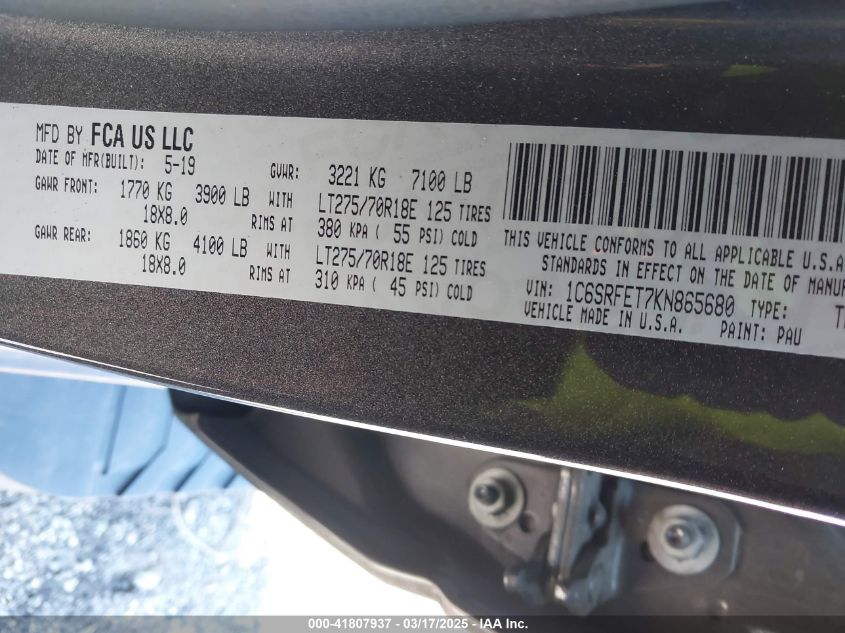 MFD BY FCA US LLC
DATE OF MFR(BUILT): 5-19 GVWR: 3221 KG 7100 LB
GAWR FRONT: 1770 KG 3900 LB WITH LT275/70R18E 125 TIRES
18X8.0 RIMS AT 380 KPA ( 55 PSI) COLD
GAWR REAR: 1860 KG 4100 LB WITH LT275/70R18E 125 TIRES
18X8.0 RIMS AT 310 KPA ( 45 PSI) COLD
THIS VEHICLE CONFORMS TO ALL APPLICABLE U.S.A
STANDARDS IN EFFECT ON THE DATE OF MANUF
VIN: 1C6SRFET7KN865680 TYPE:
VEHICLE MADE IN U.S.A. PAINT: PAU
000-41807937 - 03/17/2025 - IAA Inc.